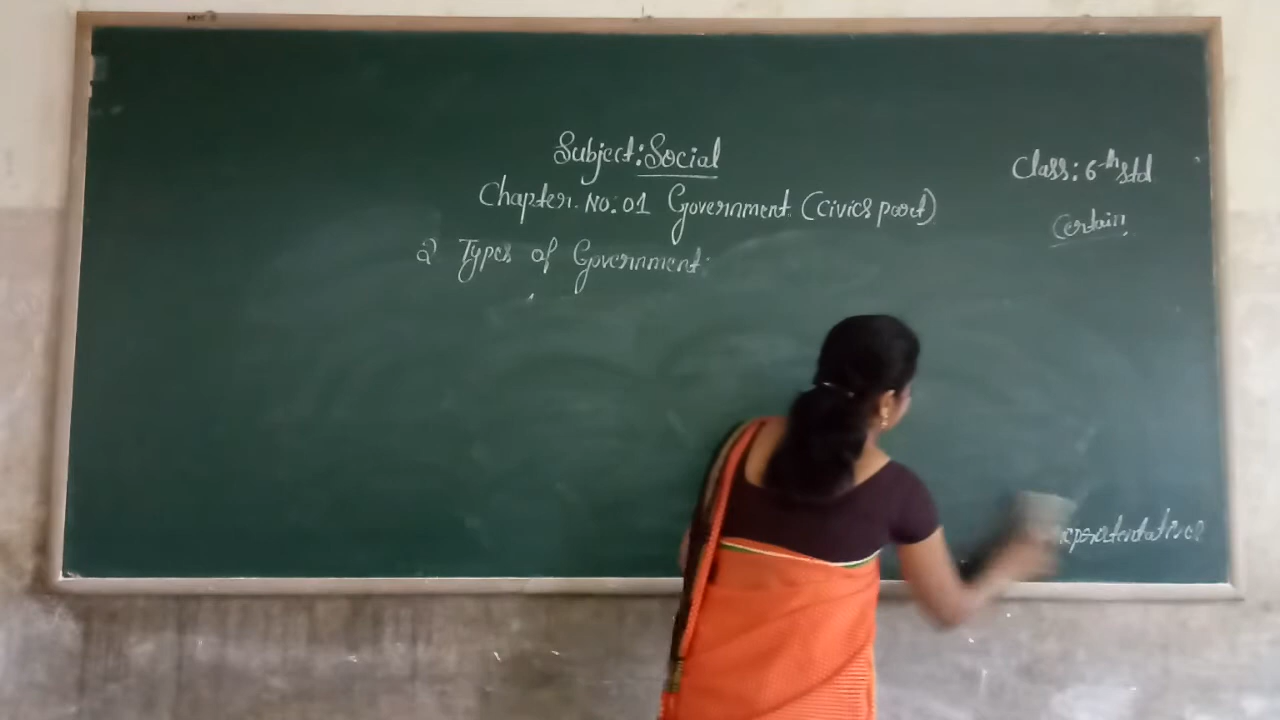 Subject: Social
Class: 6th std
Chapter. No: 01 Government. (Civics part)
Certain.
2 Types of Government.